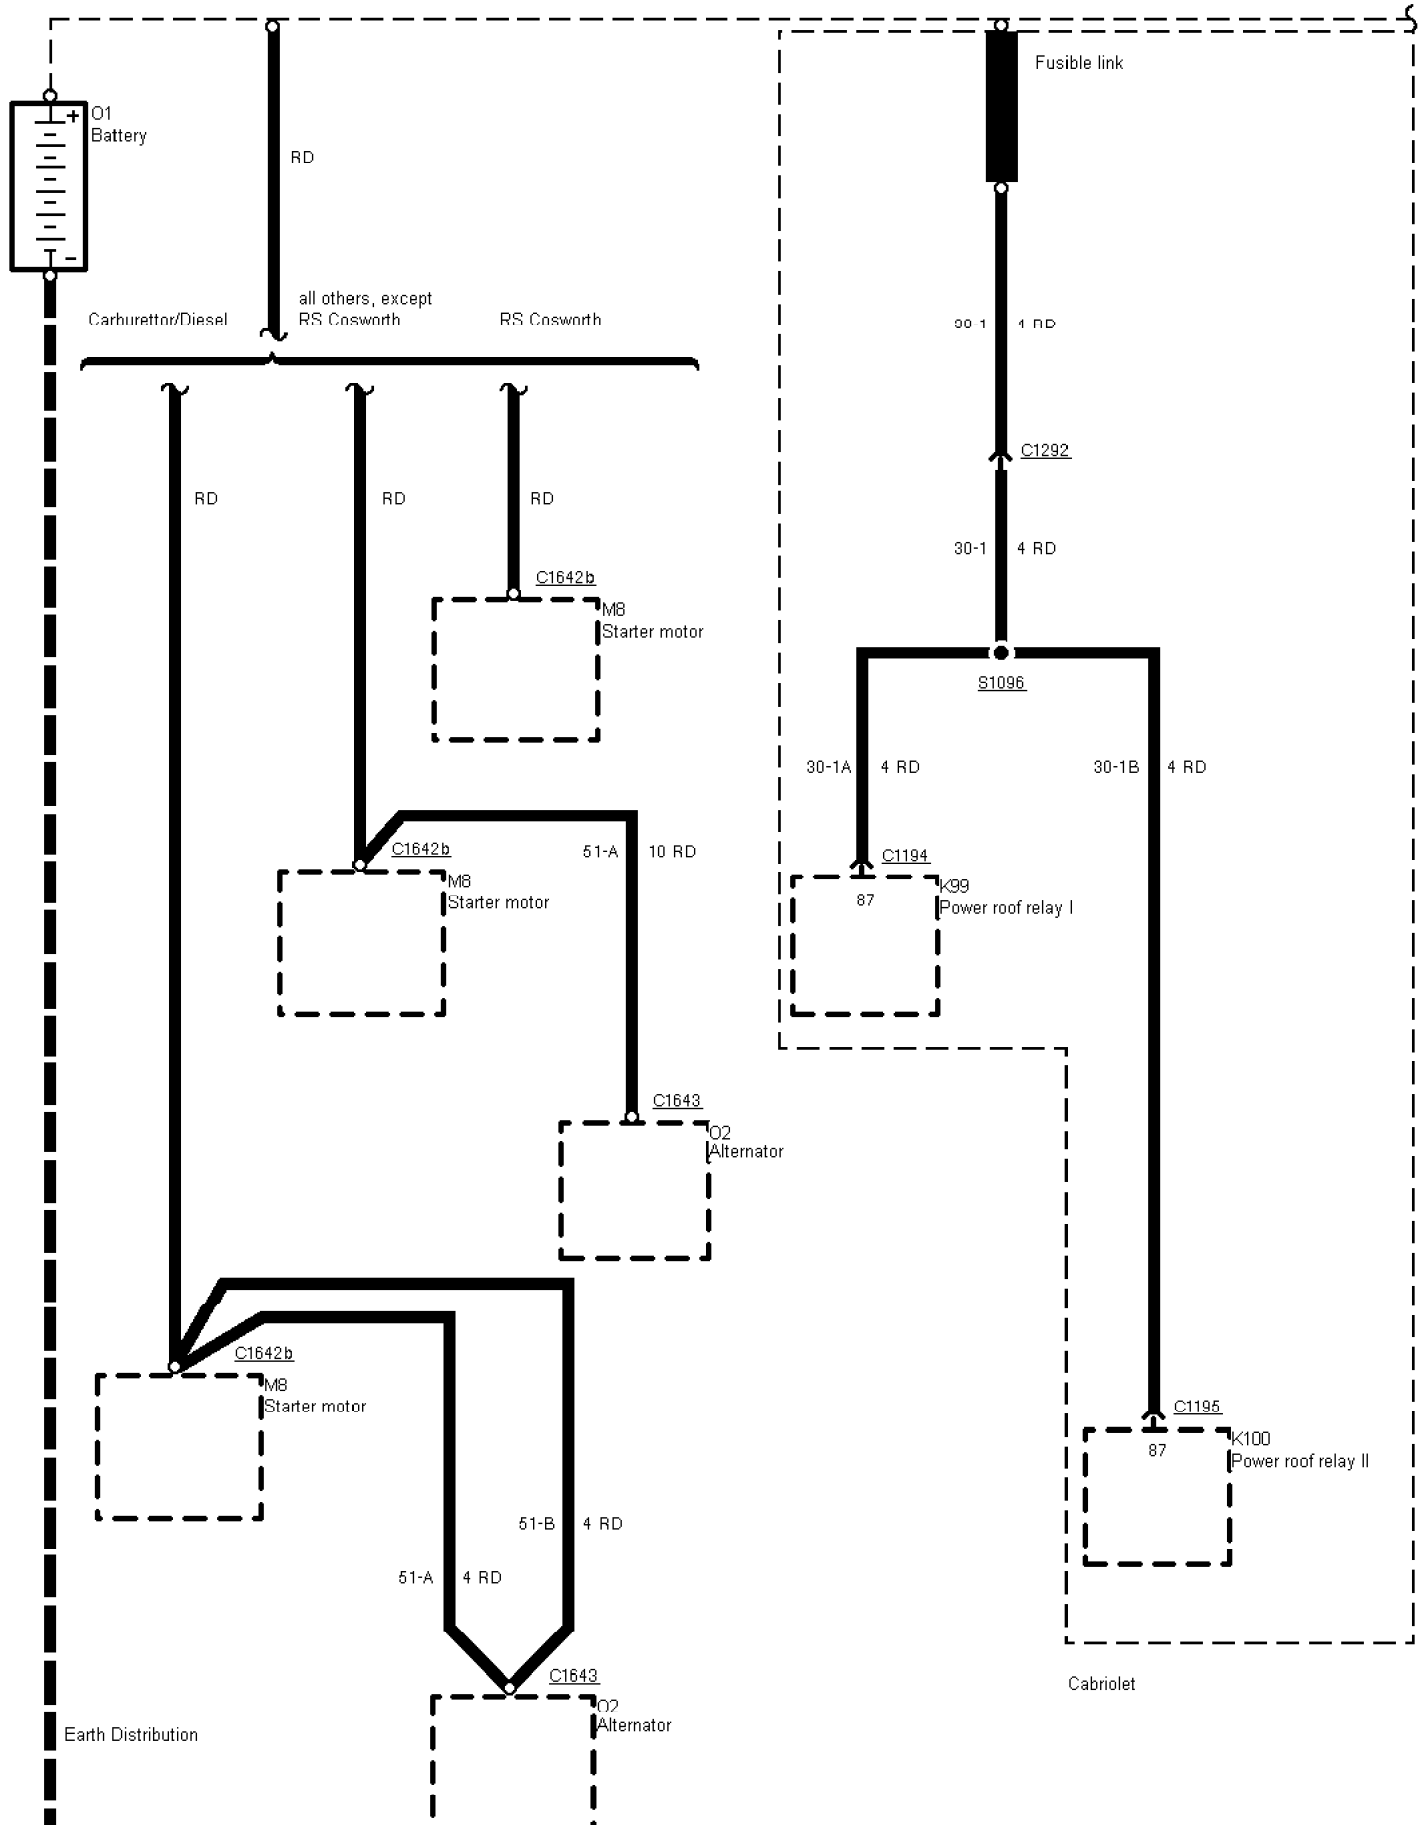 Fusible link
+ O1
Battery
RD
-
all others, except
Carburettor/Diesel RS Cosworth RS Cosworth
4 RD
C1292
RD RD RD
30-1 4 RD
C1642b
M8
Starter motor
S1096
30-1A 4 RD 30-1B 4 RD
C1642b 51-A 10 RD C1194
M8 K99
87
Starter motor Power roof relay I
C1643
O2
Alternator
C1642b
M8
Starter motor
C1195
K100
87
Power roof relay II
51-B 4 RD
51-A 4 RD
C1643
Cabriolet
O2
Alternator
Earth Distribution